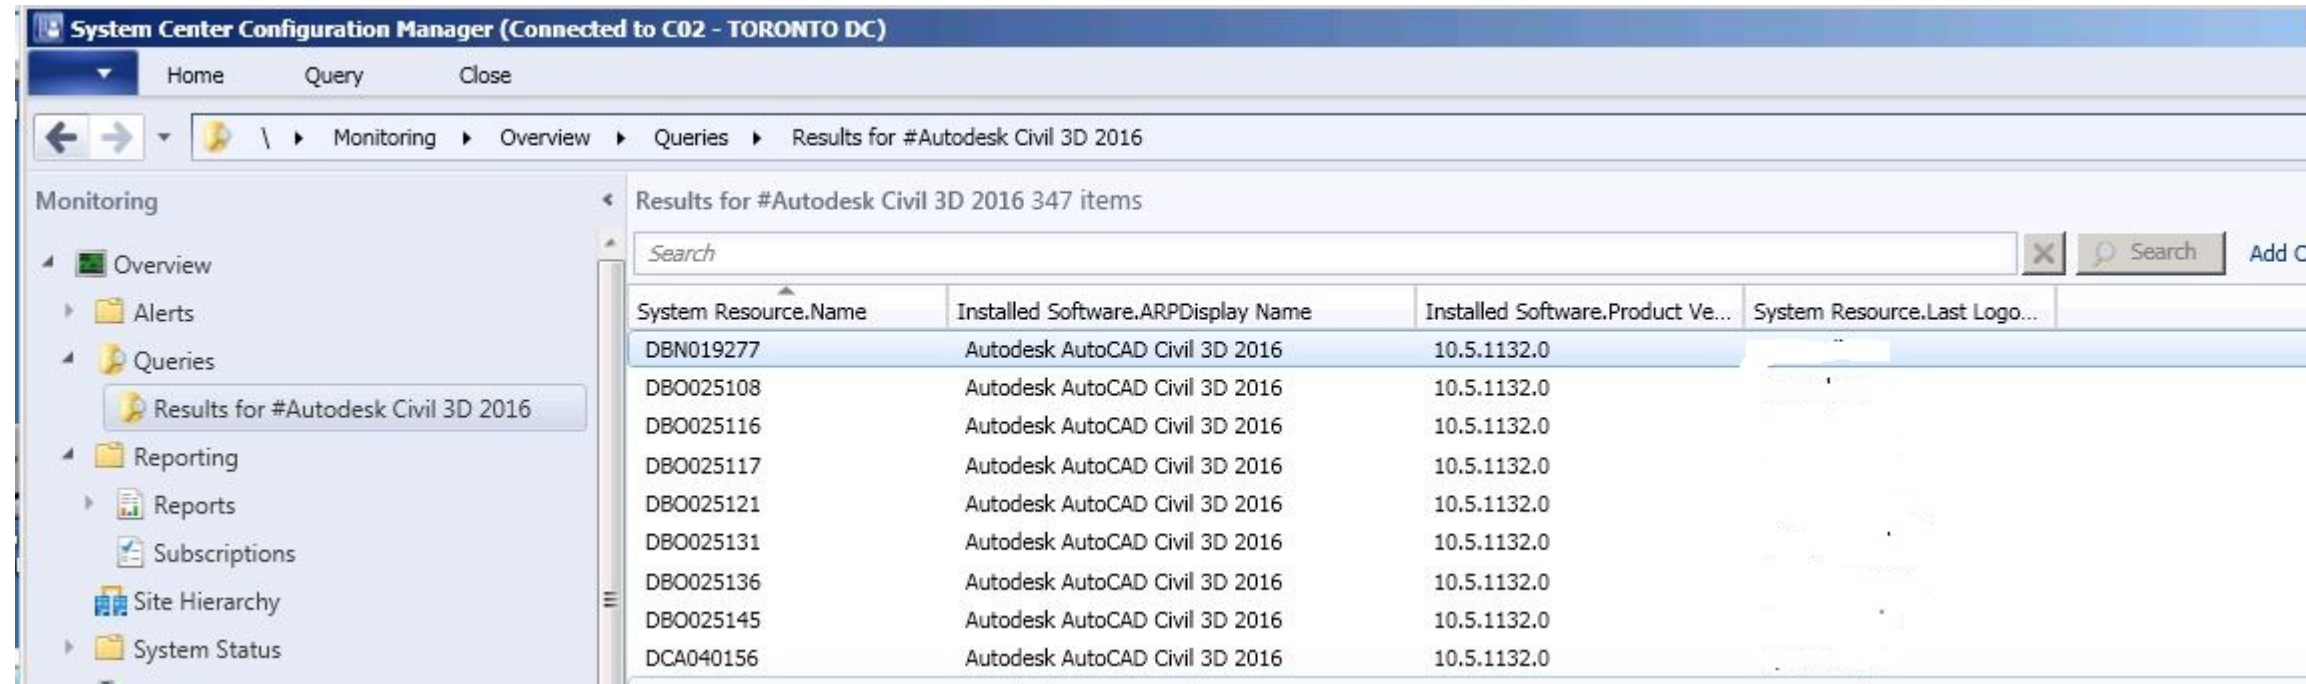 System Center Configuration Manager (Connected to C02 - TORONTO DC)
Home Query Close
\ Monitoring Overview Queries Results for #Autodesk Civil 3D 2016
Monitoring
Overview
Alerts
Queries
Results for #Autodesk Civil 3D 2016
Reporting
Reports
Subscriptions
Site Hierarchy
System Status
Results for #Autodesk Civil 3D 2016 347 items
Search Search Add C
System Resource.Name Installed Software.ARPDisplay Name Installed Software.Product Ve... System Resource.Last Logo...
DBN019277 Autodesk AutoCAD Civil 3D 2016 10.5.1132.0
DBO025108 Autodesk AutoCAD Civil 3D 2016 10.5.1132.0
DBO025116 Autodesk AutoCAD Civil 3D 2016 10.5.1132.0
DBO025117 Autodesk AutoCAD Civil 3D 2016 10.5.1132.0
DBO025121 Autodesk AutoCAD Civil 3D 2016 10.5.1132.0
DBO025131 Autodesk AutoCAD Civil 3D 2016 10.5.1132.0
DBO025136 Autodesk AutoCAD Civil 3D 2016 10.5.1132.0
DBO025145 Autodesk AutoCAD Civil 3D 2016 10.5.1132.0
DCA040156 Autodesk AutoCAD Civil 3D 2016 10.5.1132.0